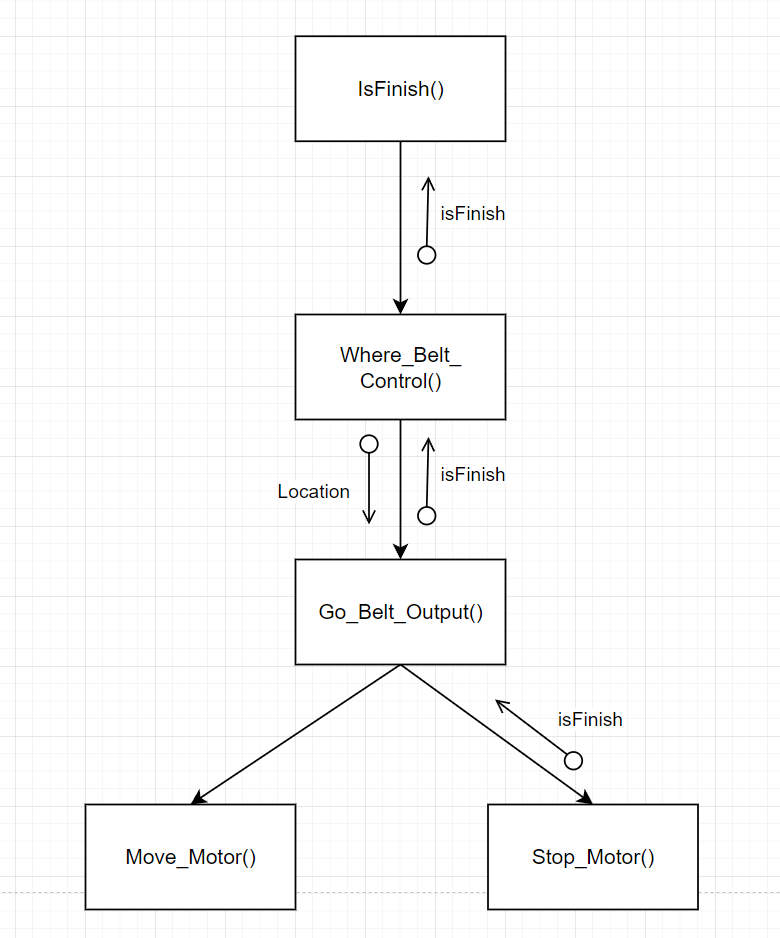 IsFinish()
isFinish
Where_Belt_
Control()
Location
isFinish
Go_Belt_Output()
isFinish
Move_Motor()
Stop_Motor()